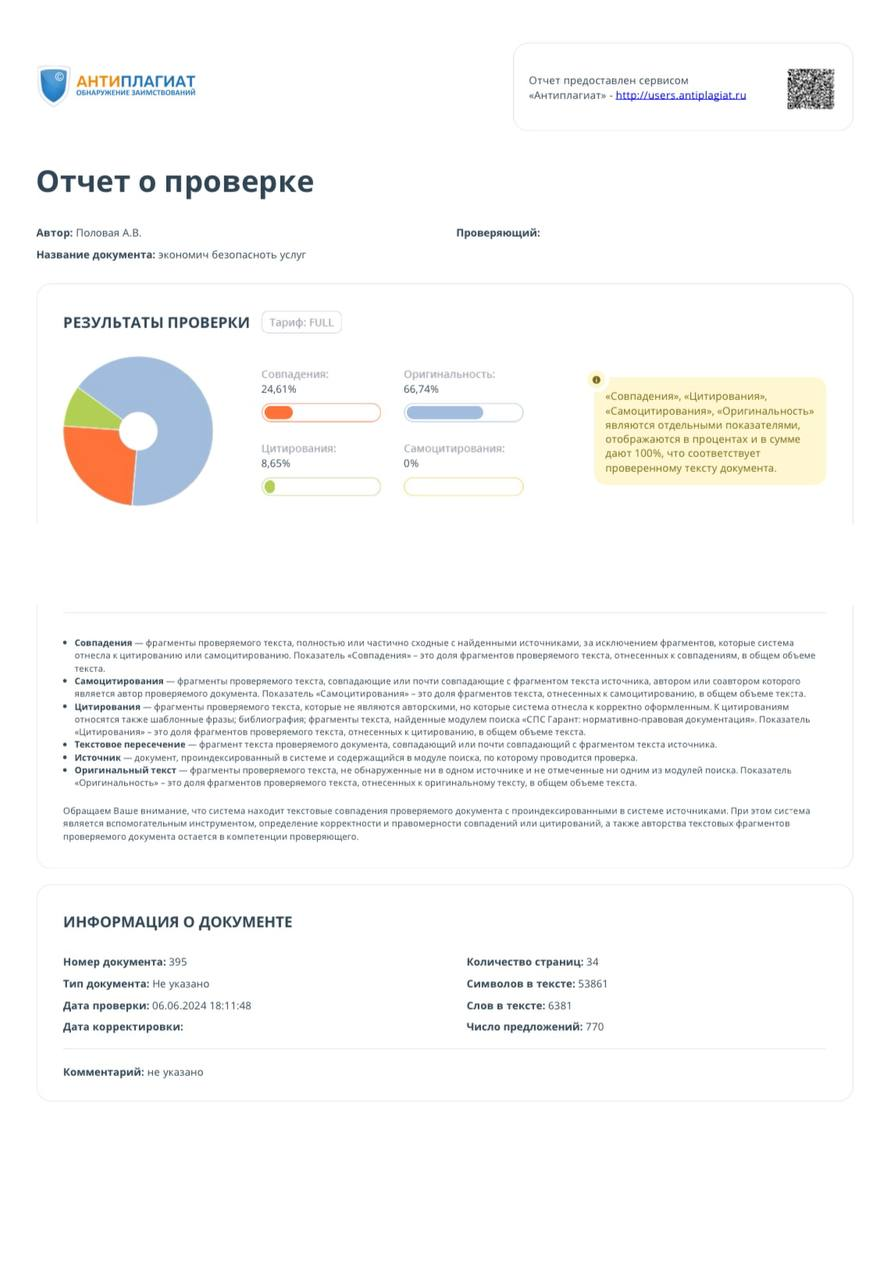 ©
АНТИПЛАГИАТ
ОБНАРУЖЕНИЕ ЗАИМСТВОВАНИЙ
Отчет предоставлен сервисом
«Антиплагиат» - http://users.antiplagiat.ru
Отчет о проверке
Автор: Половая А.В.
Проверяющий:
Название документа: экономич безопасноть услуг
РЕЗУЛЬТАТЫ ПРОВЕРКИ
Тариф: FULL
Совпадения:
24,61%
Оригинальность:
66,74%
Цитирования:
8,65%
Самоцитирования:
0%
«Совпадения», «Цитирования»,
«Самоцитирования», «Оригинальность»
являются отдельными показателями,
отображаются в процентах и в сумме
дают 100%, что соответствует
проверенному тексту документа.
• Совпадения — фрагменты проверяемого текста, полностью или частично сходные с найденными источниками, за исключением фрагментов, которые система
отнесла к цитированию или самоцитированию. Показатель «Совпадения» – это доля фрагментов проверяемого текста, отнесенных к совпадениям, в общем объеме
текста.
• Самоцитирования — фрагменты проверяемого текста, совпадающие или почти совпадающие с фрагментом текста источника, автором или соавтором которого
является автор проверяемого документа. Показатель «Самоцитирования» – это доля фрагментов текста, отнесенных к самоцитированию, в общем объеме текста.
• Цитирования — фрагменты проверяемого текста, которые не являются авторскими, но которые система отнесла к корректно оформленным. К цитированиям
относятся также шаблонные фразы; библиография; фрагменты текста, найденные модулем поиска «СПС Гарант: нормативно-правовая документация». Показатель
«Цитирования» – это доля фрагментов проверяемого текста, отнесенных к цитированию, в общем объеме текста.
• Текстовое пересечение — фрагмент текста проверяемого документа, совпадающий или почти совпадающий с фрагментом текста источника.
• Источник — документ, проиндексированный в системе и содержащийся в модуле поиска, по которому проводится проверка.
• Оригинальный текст — фрагменты проверяемого текста, не обнаруженные ни в одном источнике и не отмеченные ни одним из модулей поиска. Показатель
«Оригинальность» – это доля фрагментов проверяемого текста, отнесенных к оригинальному тексту, в общем объеме текста.
Обращаем Ваше внимание, что система находит текстовые совпадения проверяемого документа с проиндексированными в системе источниками. При этом система
является вспомогательным инструментом, определение корректности и правомерности совпадений или цитирований, а также авторства текстовых фрагментов
проверяемого документа остается в компетенции проверяющего.
ИНФОРМАЦИЯ О ДОКУМЕНТЕ
Номер документа: 395
Количество страниц: 34
Тип документа: Не указано
Символов в тексте: 53861
Дата проверки: 06.06.2024 18:11:48
Слов в тексте: 6381
Дата корректировки:
Число предложений: 770
Комментарий: не указано